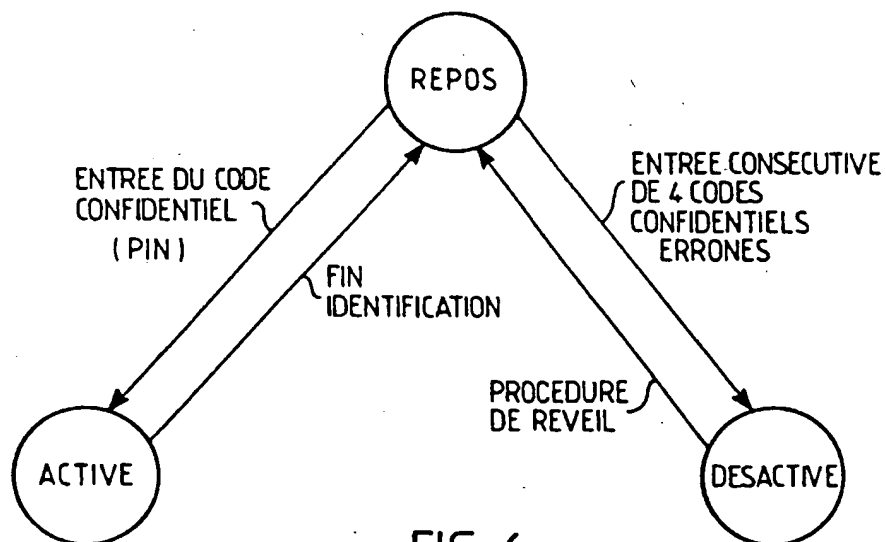 REPOS
ENTREE DU CODE
CONFIDENTIEL
(PIN)
ENTREE CONSECUTIVE
DE 4 CODES
CONFIDENTIELS
ERRONES
FIN
IDENTIFICATION
PROCEDURE
DE REVEIL
ACTIVE
DESACTIVE